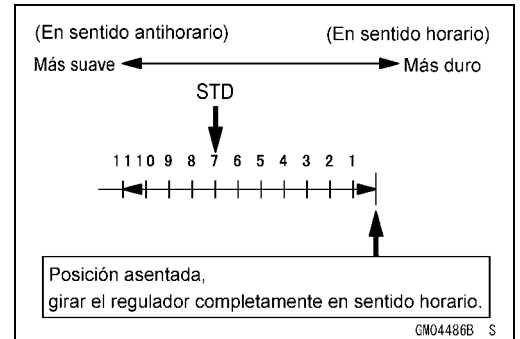 (En sentido antihorario) (En sentido horario)
Más suave Más duro
STD
11 10 9 8 7 6 5 4 3 2 1
Posición asentada,
girar el regulador completamente en sentido horario.
GM04486B S